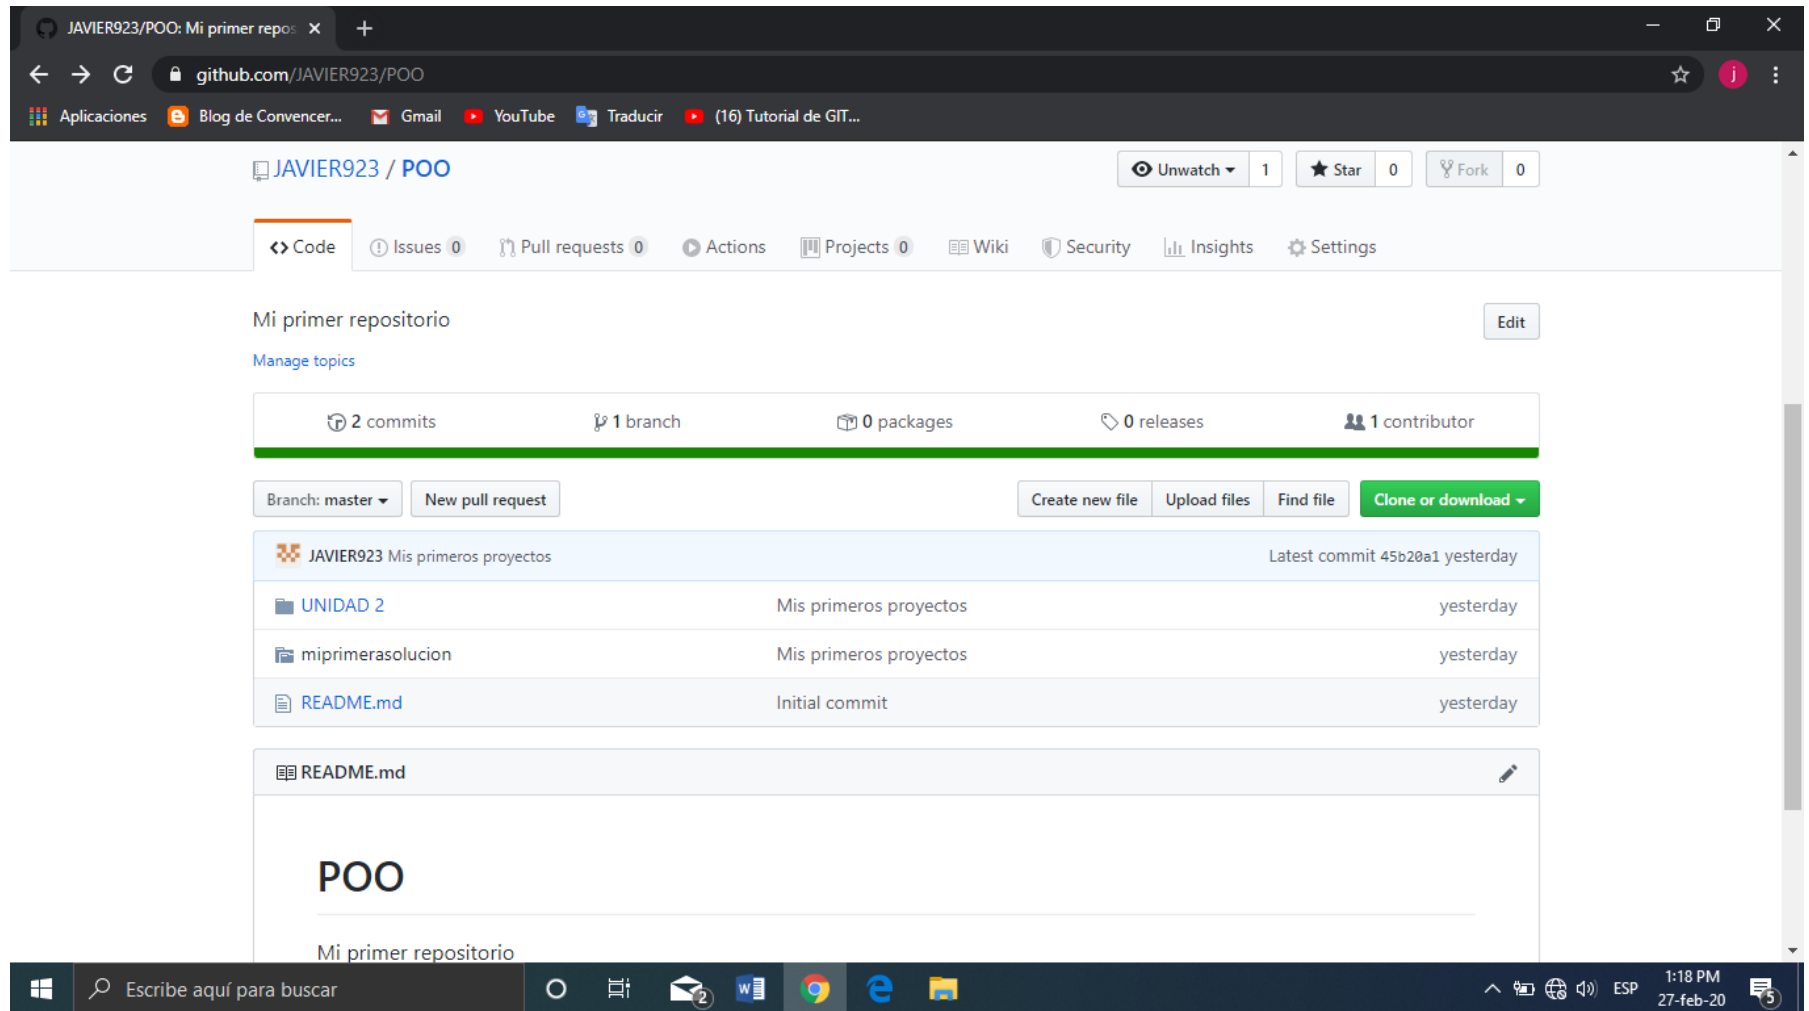 JAVIER923/POO: Mi primer repos
github.com/JAVIER923/POO
j
Aplicaciones Blog de Convencer... Gmail YouTube Traducir (16) Tutorial de GIT...
JAVIER923 / POO Unwatch 1 Star 0 Fork 0
Code Issues 0 Pull requests 0 Actions Projects 0 Wiki Security Insights Settings
Mi primer repositorio Edit
Manage topics
2 commits 1 branch 0 packages 0 releases 1 contributor
Branch: master New pull request Create new file Upload files Find file Clone or download
JAVIER923 Mis primeros proyectos Latest commit 45b20a1 yesterday
UNIDAD 2 Mis primeros proyectos yesterday
miprimerasolucion Mis primeros proyectos yesterday
README.md Initial commit yesterday
README.md
POO
Mi primer repositorio
Escribe aquí para buscar 2 W ESP 1:18 PM
27-feb-20 5